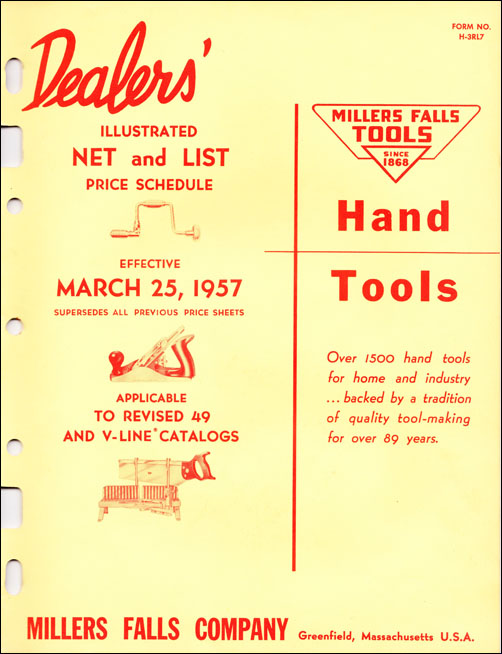 FORM NO.
H-3RL7
Dealers'
ILLUSTRATED
NET and LIST
PRICE SCHEDULE
EFFECTIVE
MARCH 25, 1957
SUPERSEDES ALL PREVIOUS PRICE SHEETS
APPLICABLE
TO REVISED 49
AND V-LINE* CATALOGS
MILLERS FALLS
TOOLS
SINCE
1868
Hand
Tools
Over 1500 hand tools
for home and industry
...backed by a tradition
of quality tool-making
for over 89 years.
MILLERS FALLS COMPANY Greenfield, Massachusetts U.S.A.